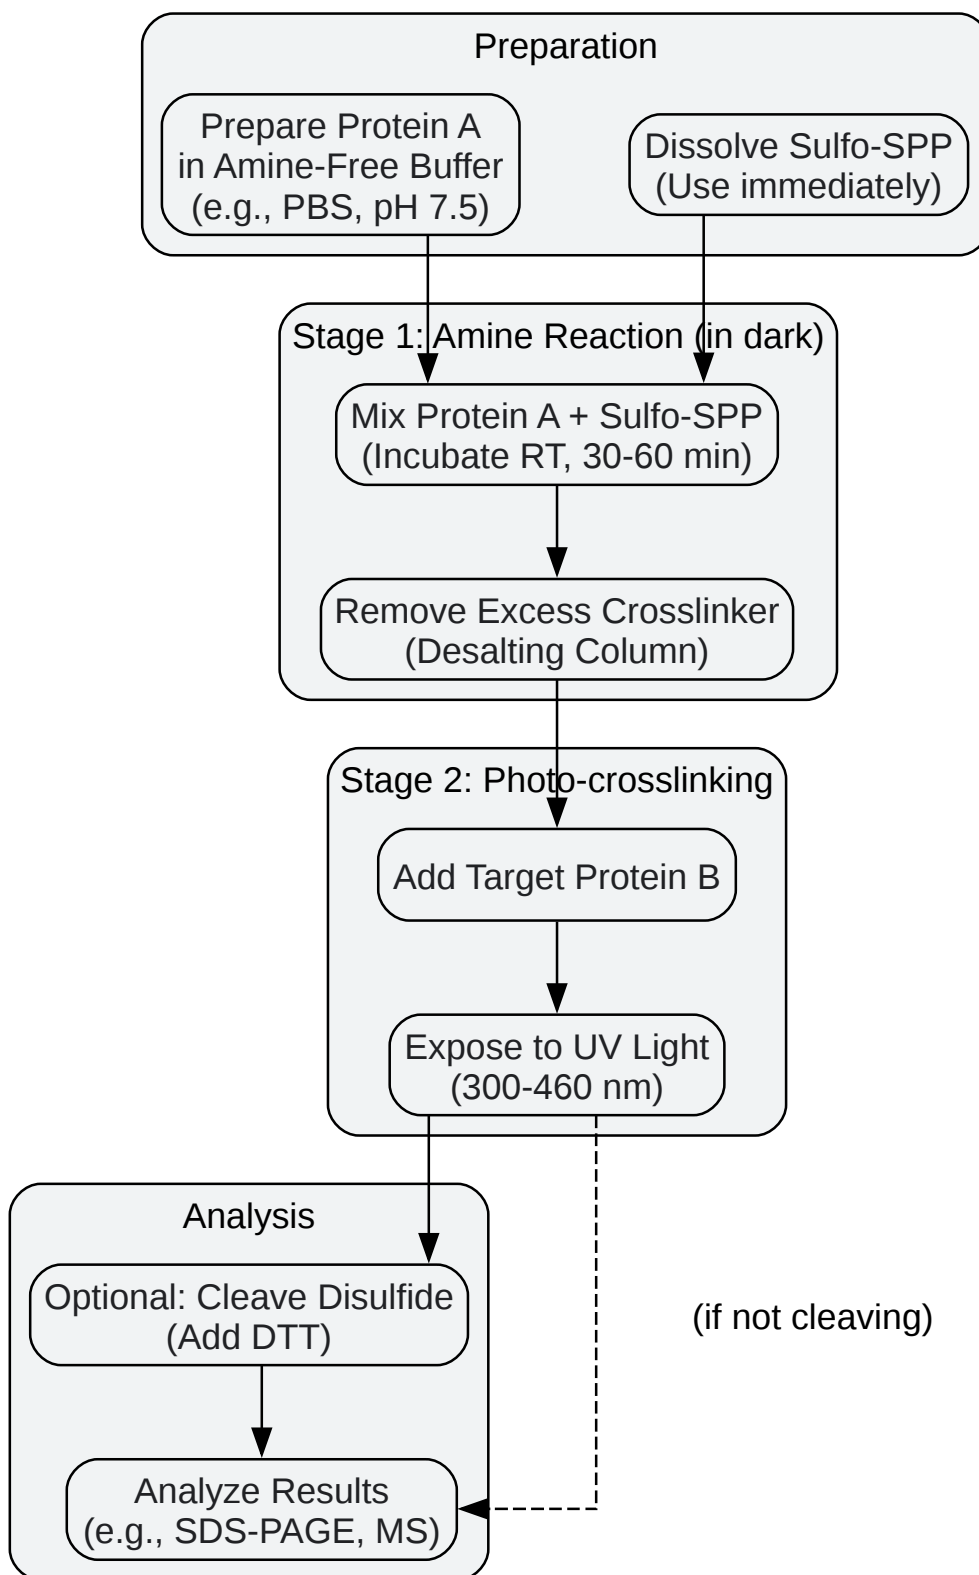 Preparation
Prepare Protein A
in Amine-Free Buffer
(e.g., PBS, pH 7.5)
Dissolve Sulfo-SPP
(Use immediately)
Stage 1: Amine Reaction (in dark)
Mix Protein A + Sulfo-SPP
(Incubate RT, 30-60 min)
Remove Excess Crosslinker
(Desalting Column)
Stage 2: Photo-crosslinking
Add Target Protein B
Expose to UV Light
(300-460 nm)
Analysis
Optional: Cleave Disulfide
(Add DTT)
(if not cleaving)
Analyze Results
(e.g., SDS-PAGE, MS)